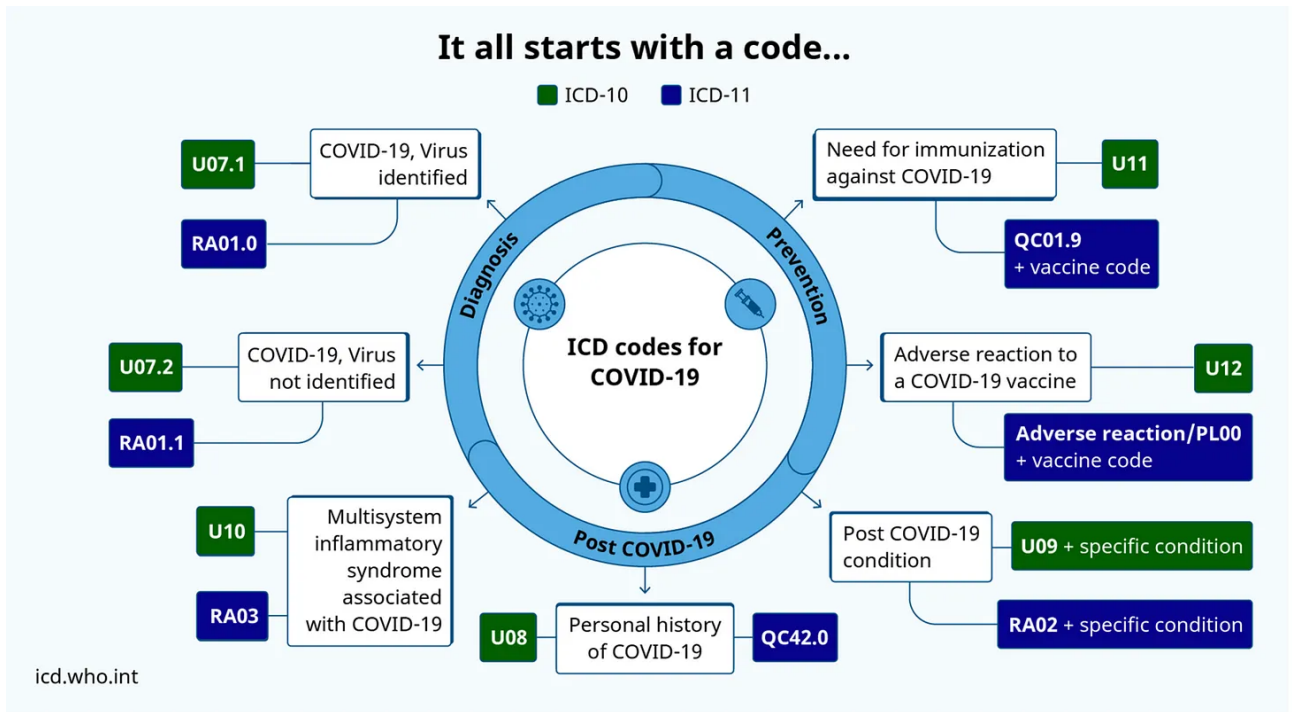 It all starts with a code...
ICD-10
ICD-11
U07.1
COVID-19, Virus
identified
RA01.0
Need for immunization
against COVID-19
U11
QC01.9
+ vaccine code
Diagnosis
Prevention
Post COVID-19
ICD codes for
COVID-19
U07.2
COVID-19, Virus
not identified
RA01.1
Adverse reaction to
a COVID-19 vaccine
U12
Adverse reaction/PL00
+ vaccine code
U10
Multisystem
inflammatory
syndrome
associated
with COVID-19
RA03
Post COVID-19
condition
U09 + specific condition
RA02 + specific condition
U08
Personal history
of COVID-19
QC42.0
icd.who.int